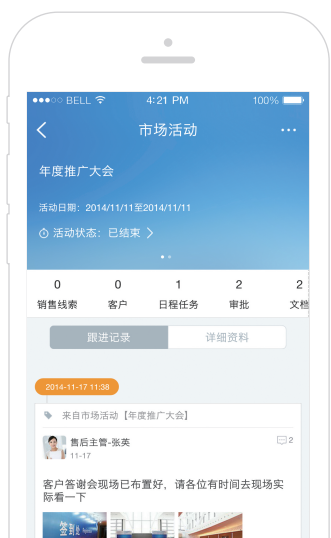 BELL 4:21 PM 100%
市场活动
年度推广大会
活动日期：2014/11/11至2014/11/11
活动状态：已结束
0 0 1 2 2
销售线索 客户 日程任务 审批 文档
跟进记录 详细资料
2014-11-17 11:38
来自市场活动【年度推广大会】
售后主管-张英 2
11-17
客户答谢会现场已布置好，请各位有时间去现场实
际看一下
签到处